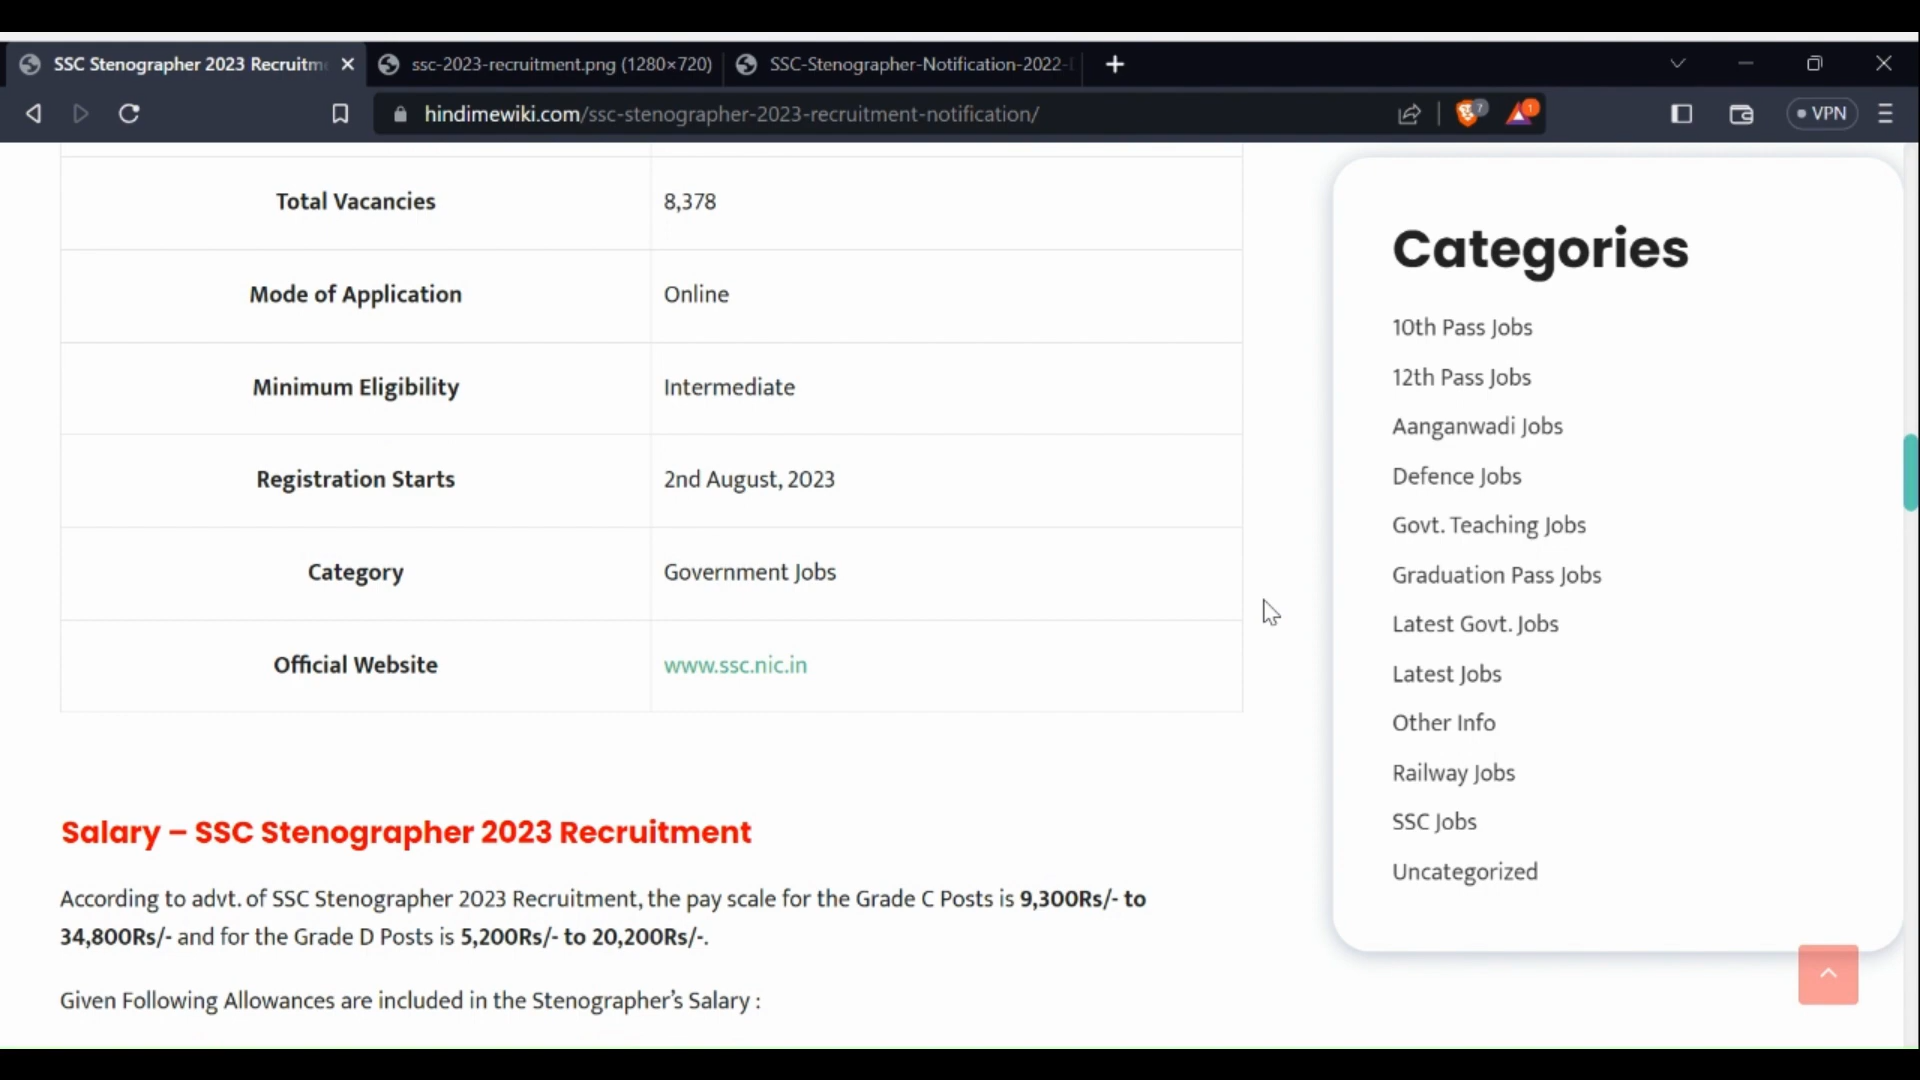 SSC Stenographer 2023 Recruitm
ssc-2023-recruitment.png (1280×720)
SSC-Stenographer-Notification-2022-
hindimewiki.com/ssc-stenographer-2023-recruitment-notification/
7
1
VPN
Total Vacancies 8,378
Mode of Application Online
Minimum Eligibility Intermediate
Registration Starts 2nd August, 2023
Category Government Jobs
Official Website www.ssc.nic.in
Salary – SSC Stenographer 2023 Recruitment
According to advt. of SSC Stenographer 2023 Recruitment, the pay scale for the Grade C Posts is 9,300Rs/- to
34,800Rs/- and for the Grade D Posts is 5,200Rs/- to 20,200Rs/-.
Given Following Allowances are included in the Stenographer's Salary :
Categories
10th Pass Jobs
12th Pass Jobs
Aanganwadi Jobs
Defence Jobs
Govt. Teaching Jobs
Graduation Pass Jobs
Latest Govt. Jobs
Latest Jobs
Other Info
Railway Jobs
SSC Jobs
Uncategorized